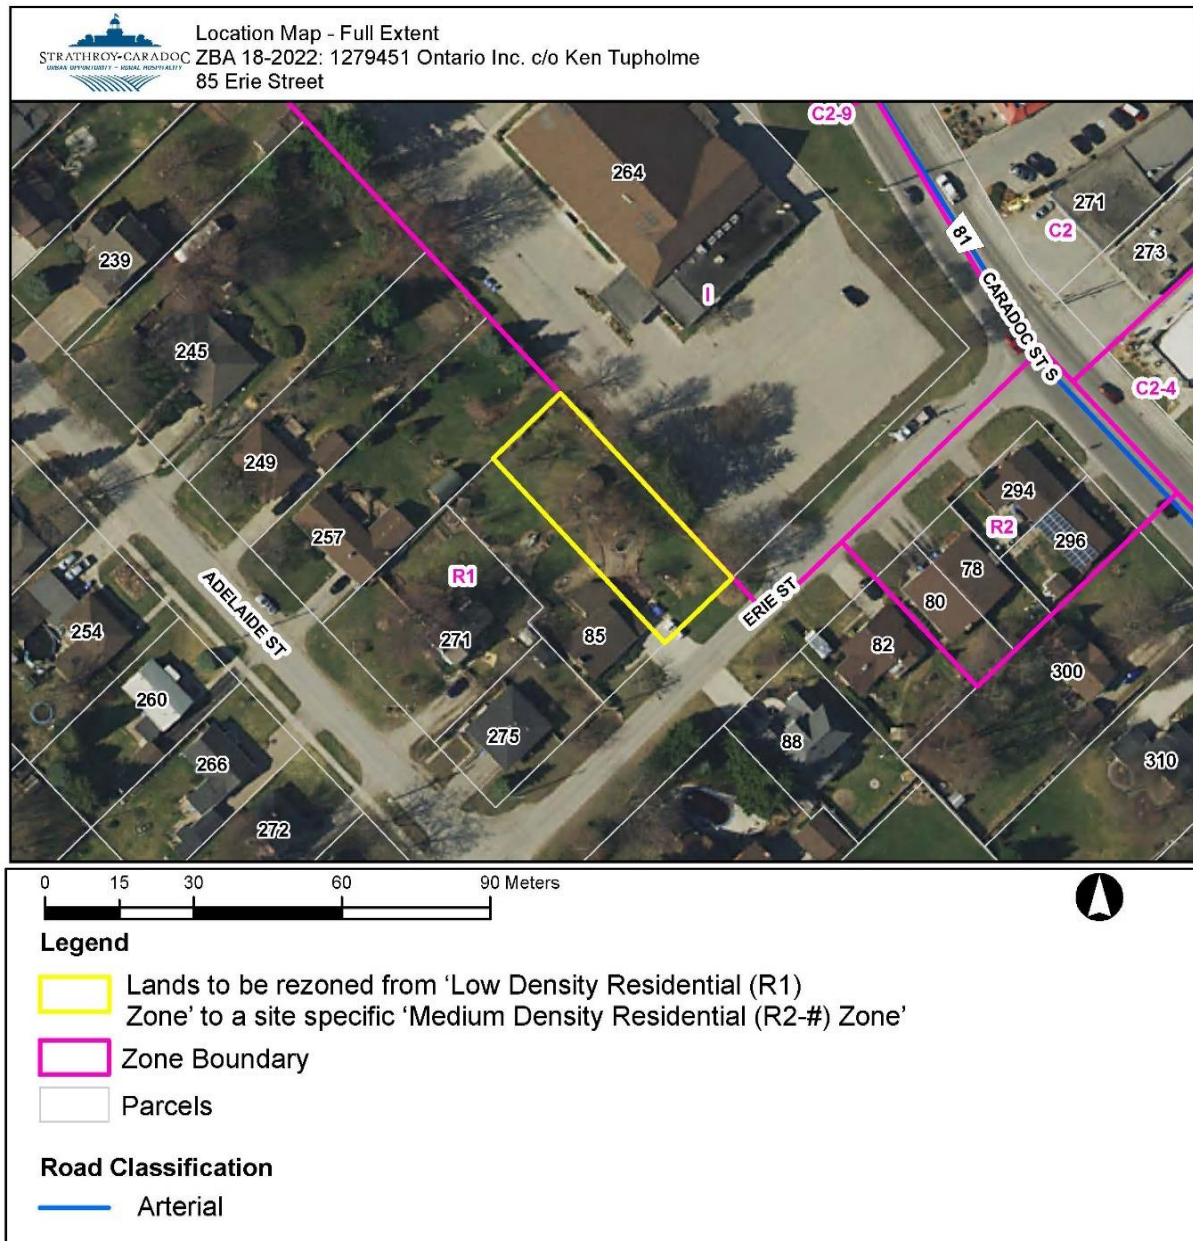 STRATHROY-CARADOC
URBAN OPPORTUNITY - RURAL HOSPITALITY
Location Map - Full Extent
ZBA 18-2022: 1279451 Ontario Inc. c/o Ken Tupholme
85 Erie Street
C2-9
264
271
C2
273
239
81
I
CARADOC ST S
245
C2-4
249
294
R2
296
257
78
R1
80
ADELAIDE ST
ERIE ST
254
271
85
82
300
260
275
88
266
310
272
0 15 30 60 90 Meters
Legend
Lands to be rezoned from ‘Low Density Residential (R1)
Zone’ to a site specific ‘Medium Density Residential (R2-#) Zone’
Zone Boundary
Parcels
Road Classification
Arterial